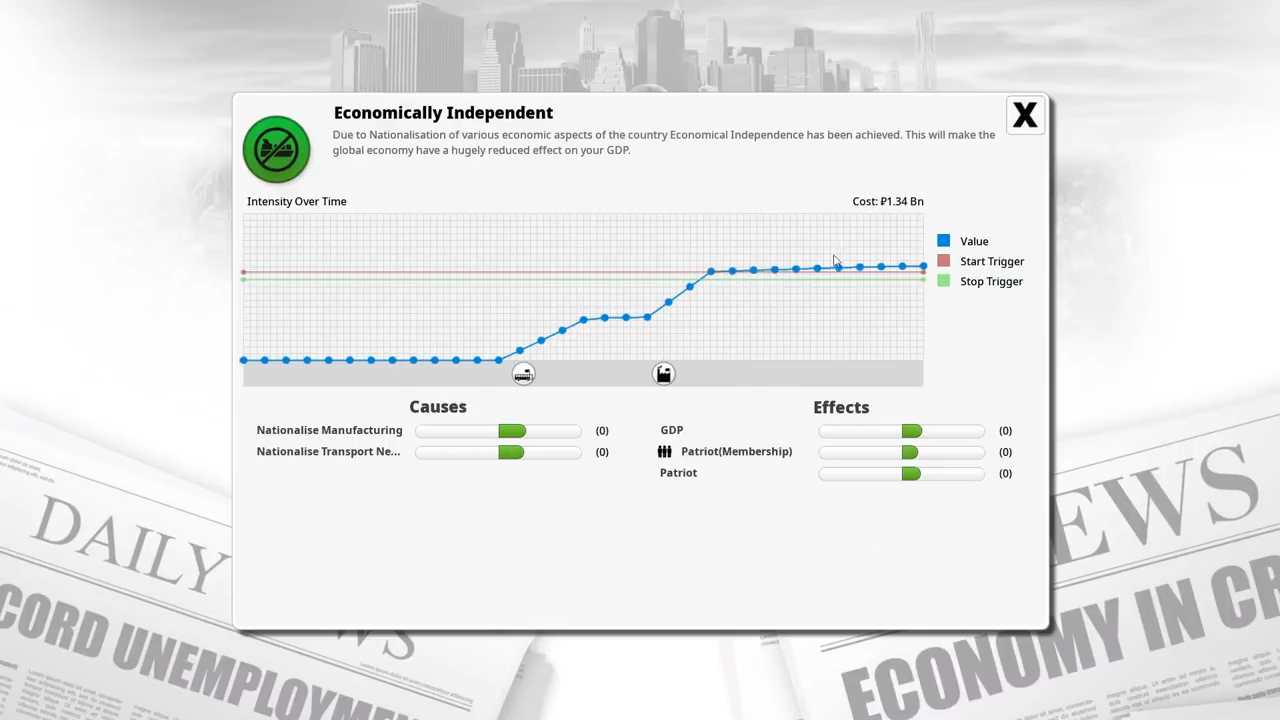 Economically Independent
X
Due to Nationalisation of various economic aspects of the country Economical Independence has been achieved. This will make the
global economy have a hugely reduced effect on your GDP.
Intensity Over Time
Cost: ₽1.34 Bn
Value
Start Trigger
Stop Trigger
Causes
Nationalise Manufacturing (0)
Nationalise Transport Ne... (0)
Effects
GDP (0)
Patriot(Membership) (0)
Patriot (0)
DAILY
NEWS
CORD UNEMPLOYME
EWS
ECONOMY IN CR